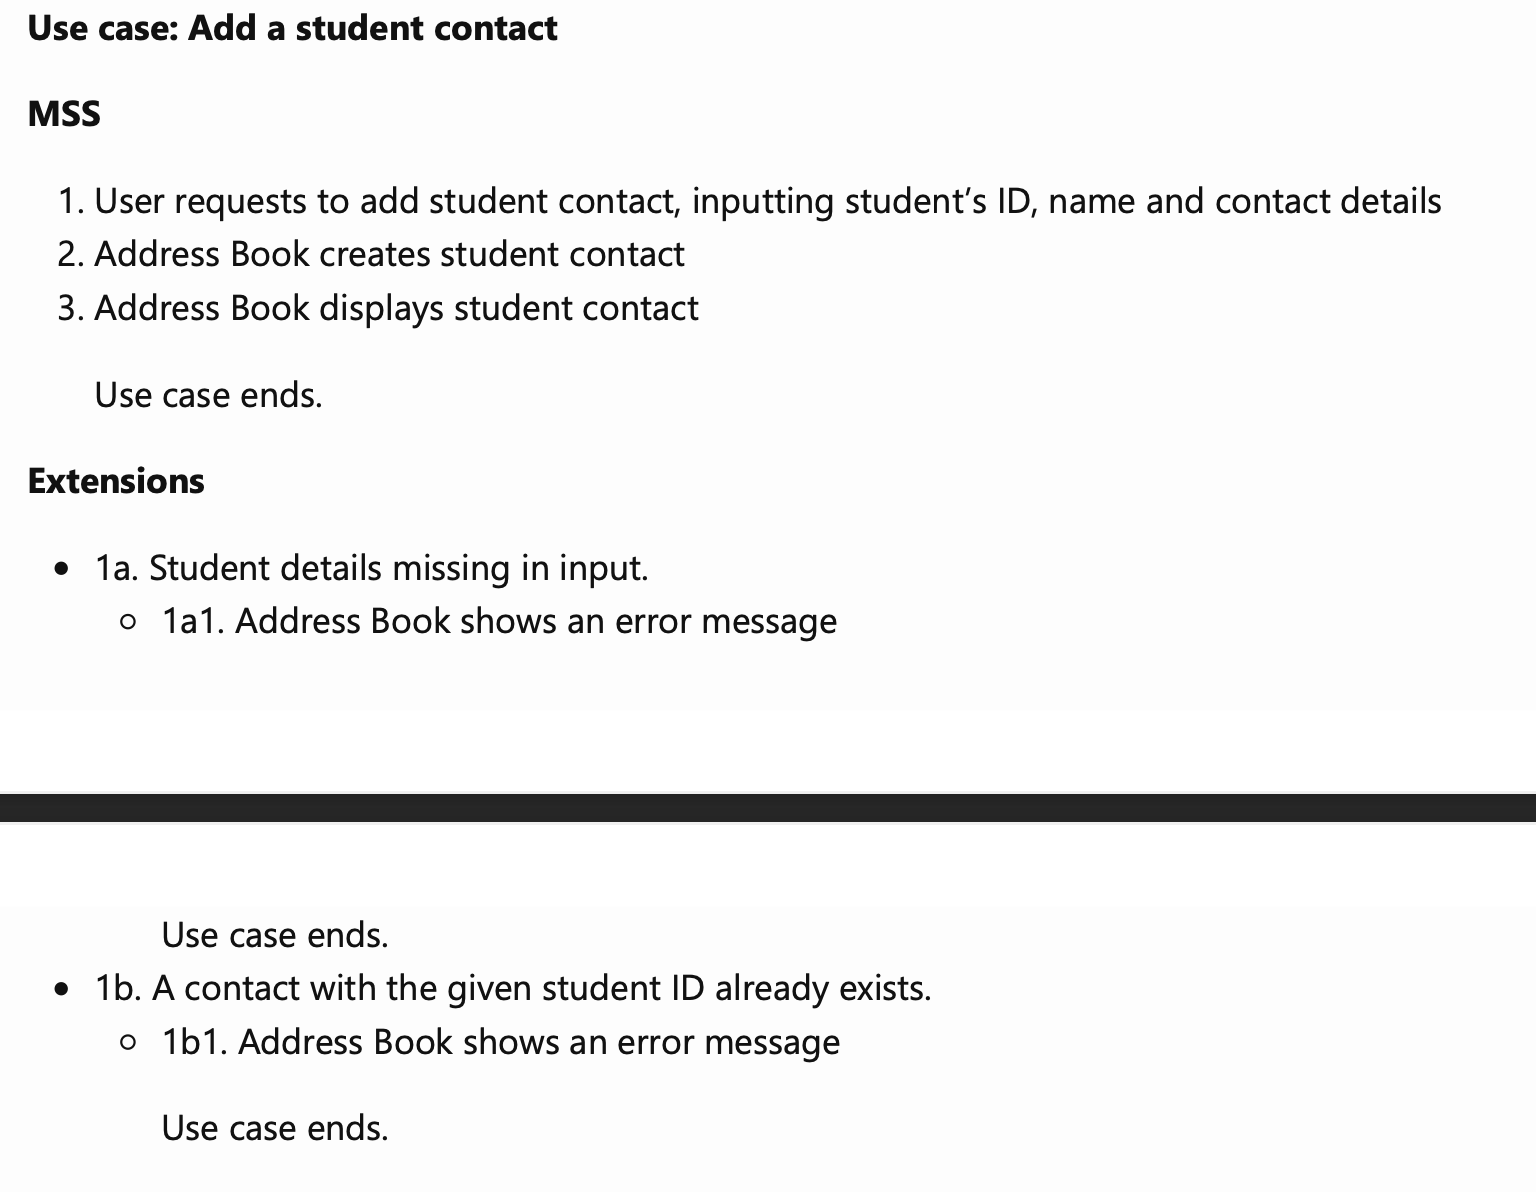 Use case: Add a student contact
MSS
1. User requests to add student contact, inputting student’s ID, name and contact details
2. Address Book creates student contact
3. Address Book displays student contact
Use case ends.
Extensions
• 1a. Student details missing in input.
○ 1a1. Address Book shows an error message
Use case ends.
• 1b. A contact with the given student ID already exists.
○ 1b1. Address Book shows an error message
Use case ends.